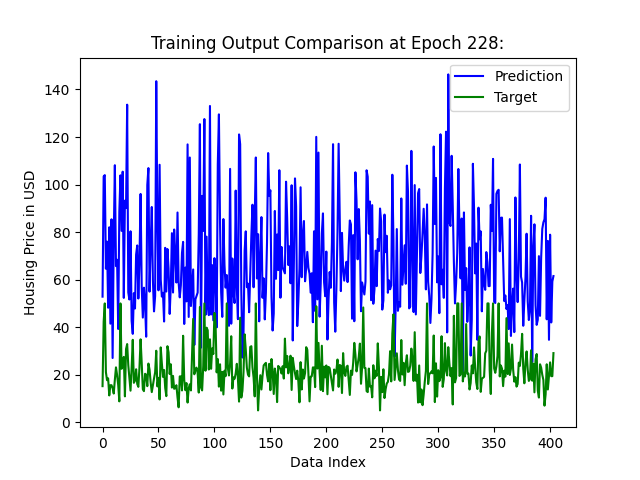 Training Output Comparison at Epoch 228:
Prediction
Target
Housing Price in USD
140
120
100
80
60
40
20
0
0 50 100 150 200 250 300 350 400
Data Index